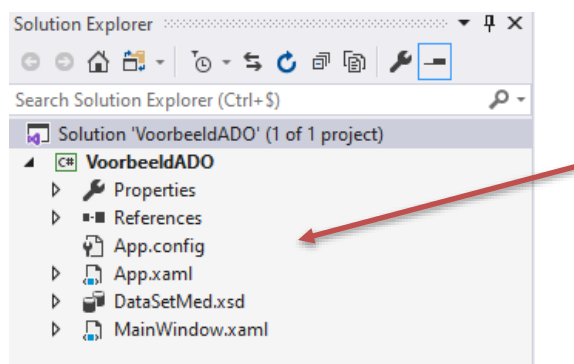 Solution Explorer
Search Solution Explorer (Ctrl+$)
Solution 'VoorbeeldADO' (1 of 1 project)
C# VoorbeeldADO
Properties
References
App.config
App.xaml
DataSetMed.xsd
MainWindow.xaml